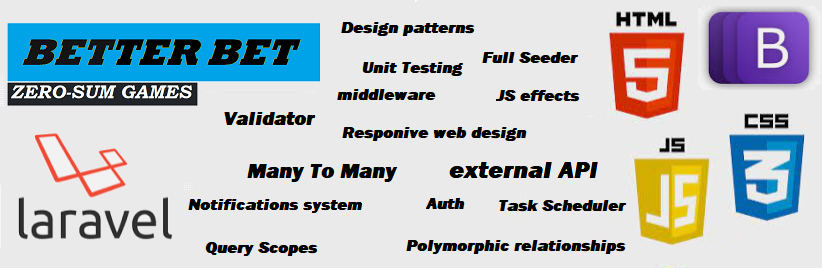 BETTER BET
ZERO-SUM GAMES
Design patterns
Unit Testing
Full Seeder
middleware
JS effects
Validator
Responive web design
Many To Many
external API
Notifications system
Auth
Task Scheduler
Query Scopes
Polymorphic relationships
laravel
HTML
5
B
JS
JS
CSS
3